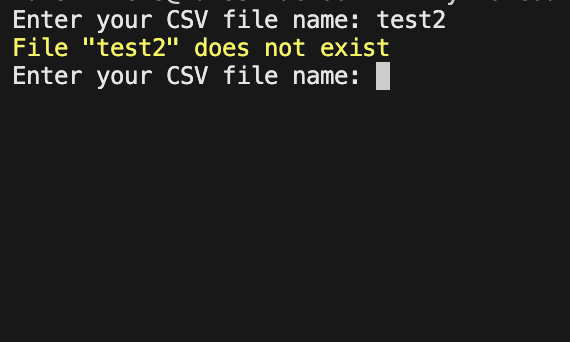 Enter your CSV file name: test2
File "test2" does not exist
Enter your CSV file name: